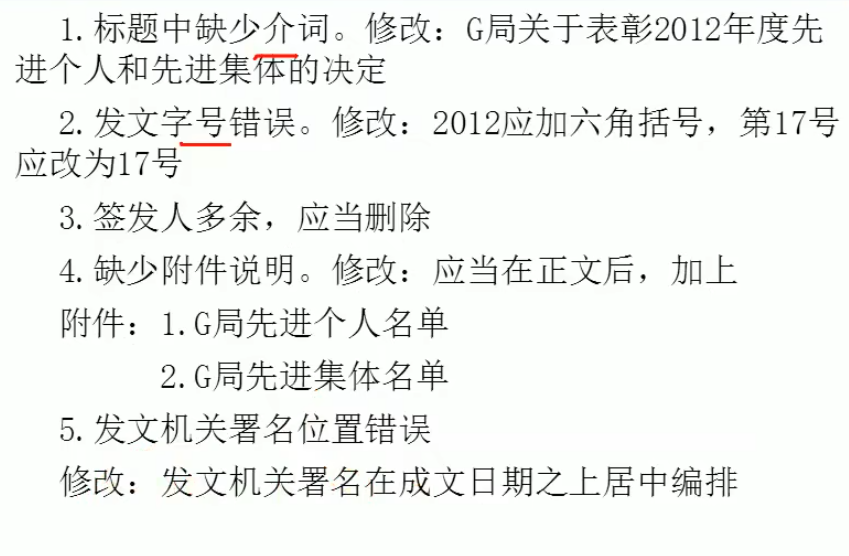 1.标题中缺少介词。修改：G局关于表彰2012年度先
进个人和先进集体的决定
2.发文字号错误。修改：2012应加六角括号，第17号
应改为17号
3.签发人多余，应当删除
4.缺少附件说明。修改：应当在正文后，加上
附件：1.G局先进个人名单
2.G局先进集体名单
5.发文机关署名位置错误
修改：发文机关署名在成文日期之上居中编排